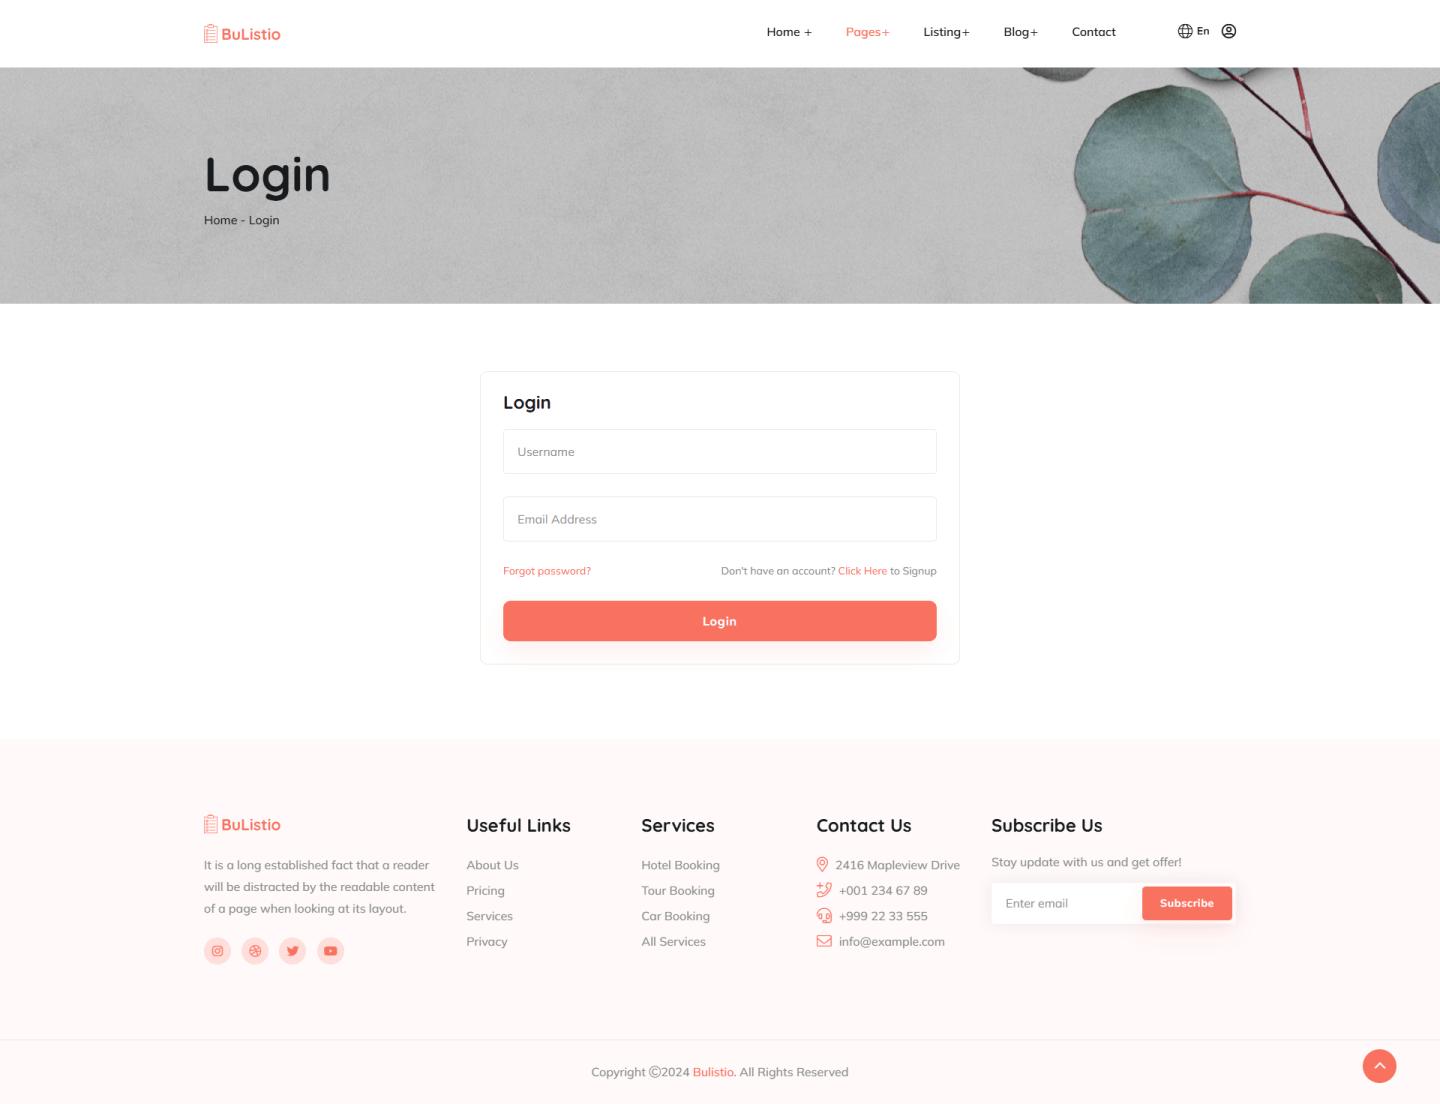 BuListio
Home +
Pages+
Listing+
Blog+
Contact
En
Login
Home - Login
Login
Username
Email Address
Forgot password?
Don't have an account? Click Here to Signup
Login
BuListio
It is a long established fact that a reader
will be distracted by the readable content
of a page when looking at its layout.
Useful Links
About Us
Pricing
Services
Privacy
Services
Hotel Booking
Tour Booking
Car Booking
All Services
Contact Us
2416 Mapleview Drive
+001 234 67 89
+999 22 33 555
info@example.com
Subscribe Us
Stay update with us and get offer!
Enter email
Subscribe
Copyright ©2024 Bulistio. All Rights Reserved